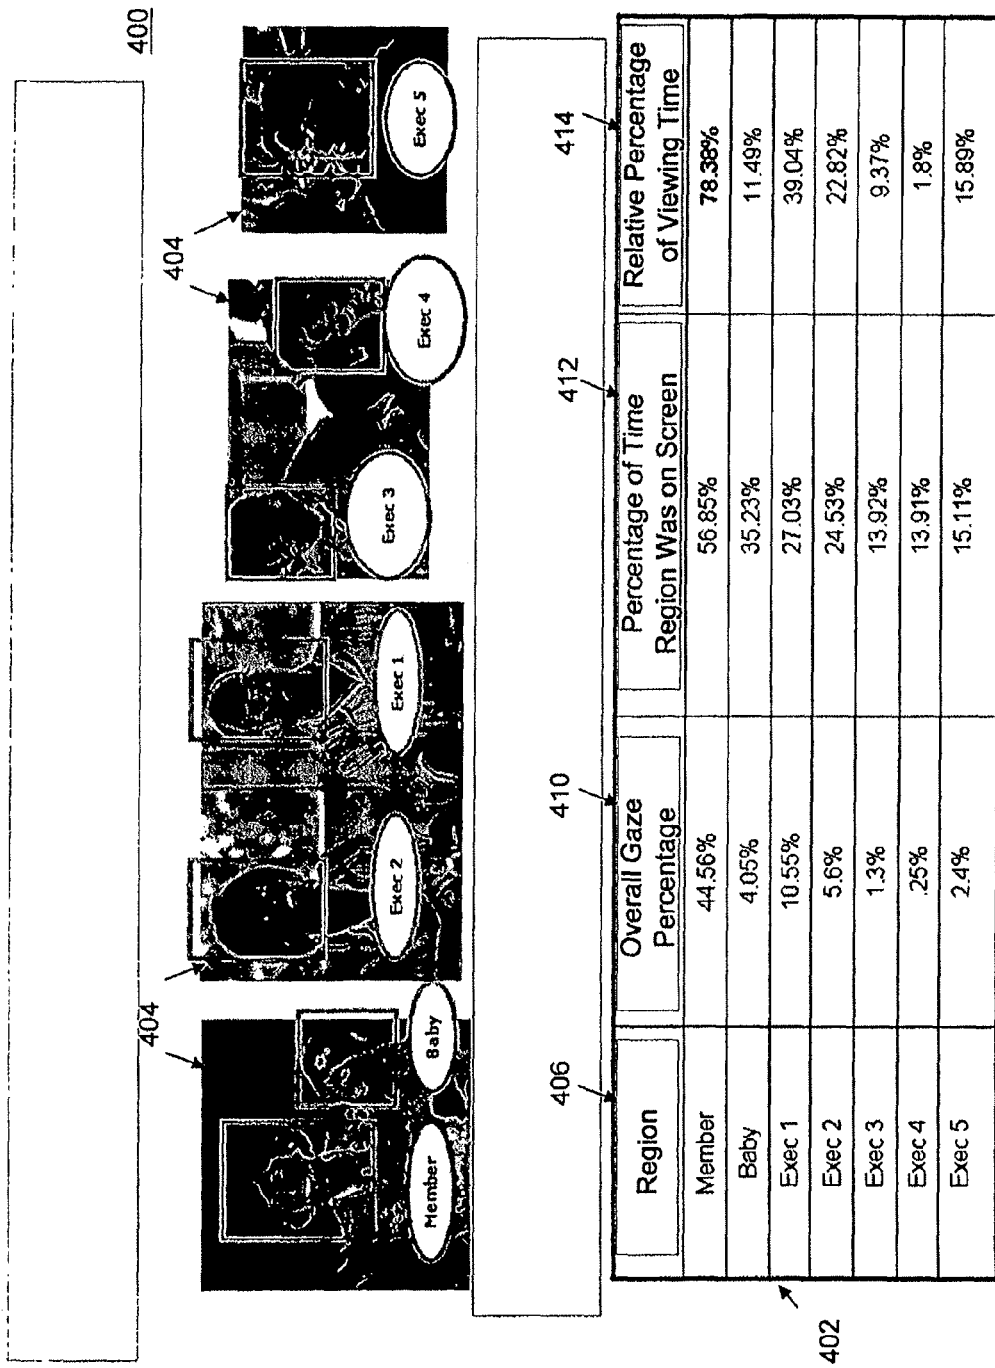 400
404
404
Member
Baby
Exec 2
Exec 1
Exec 3
Exec 4
Exec 5
402
406
410
412
414
Region
Overall Gaze
Percentage
Percentage of Time
Region Was on Screen
Relative Percentage
of Viewing Time
Member 44.56% 56.85% 78.38%
Baby 4.05% 35.23% 11.49%
Exec 1 10.55% 27.03% 39.04%
Exec 2 5.6% 24.53% 22.82%
Exec 3 1.3% 13.92% 9.37%
Exec 4 .25% 13.91% 1.8%
Exec 5 2.4% 15.11% 15.89%